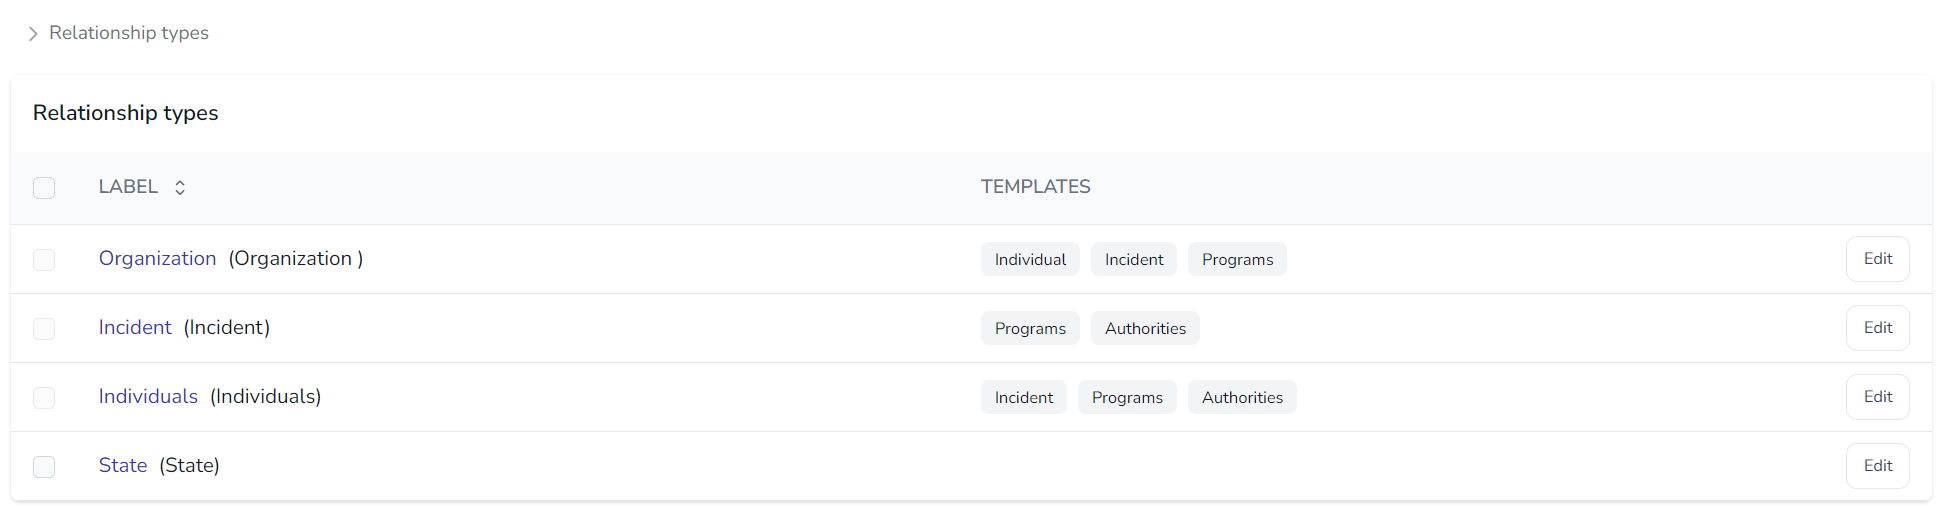 Relationship types
Relationship types
LABEL TEMPLATES
Organization (Organization ) Individual Incident Programs Edit
Incident (Incident) Programs Authorities Edit
Individuals (Individuals) Incident Programs Authorities Edit
State (State) Edit